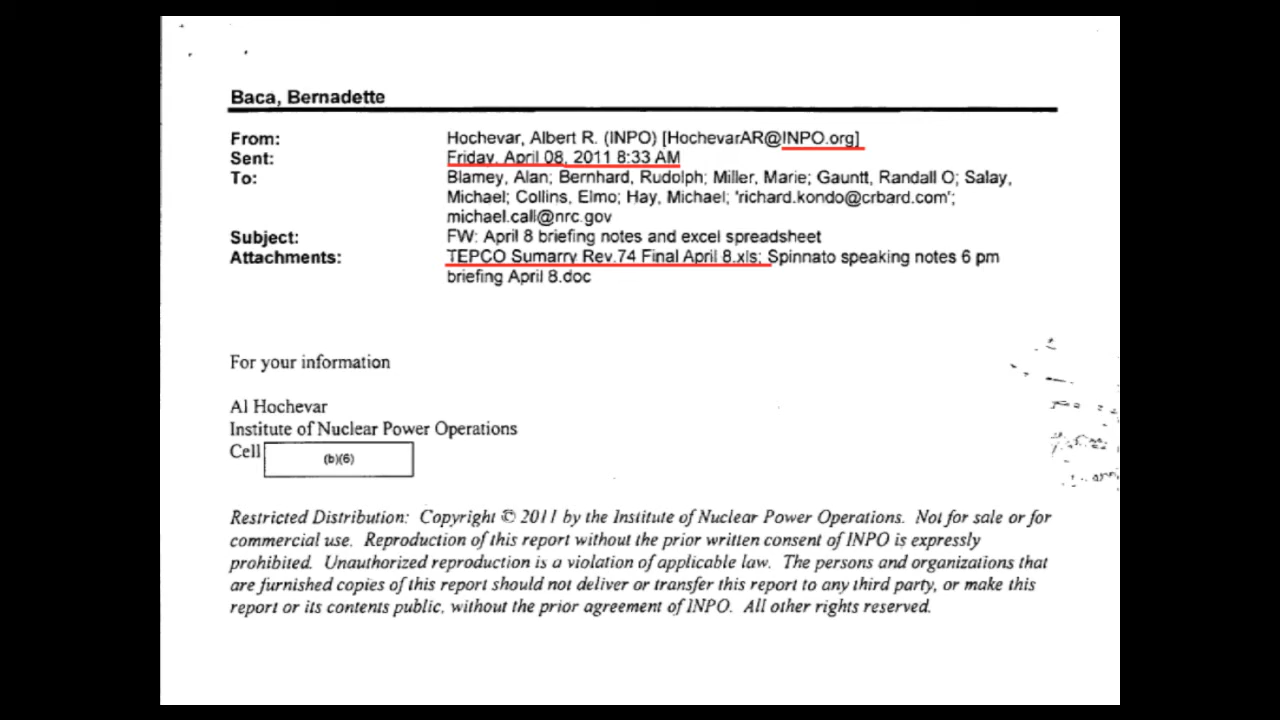 Baca, Bernadette
From: Hochevar, Albert R. (INPO) [HochevarAR@INPO.org]
Sent: Friday, April 08, 2011 8:33 AM
To: Blamey, Alan; Bernhard, Rudolph; Miller, Marie; Gauntt, Randall O; Salay,
Michael; Collins, Elmo; Hay, Michael; 'richard.kondo@crbard.com';
michael.call@nrc.gov
Subject: FW: April 8 briefing notes and excel spreadsheet
Attachments: TEPCO Sumarry Rev.74 Final April 8.xls; Spinnato speaking notes 6 pm
briefing April 8.doc
For your information
Al Hochevar
Institute of Nuclear Power Operations
Cell (b)(6)
Restricted Distribution: Copyright © 2011 by the Institute of Nuclear Power Operations. Not for sale or for
commercial use. Reproduction of this report without the prior written consent of INPO is expressly
prohibited. Unauthorized reproduction is a violation of applicable law. The persons and organizations that
are furnished copies of this report should not deliver or transfer this report to any third party, or make this
report or its contents public, without the prior agreement of INPO. All other rights reserved.